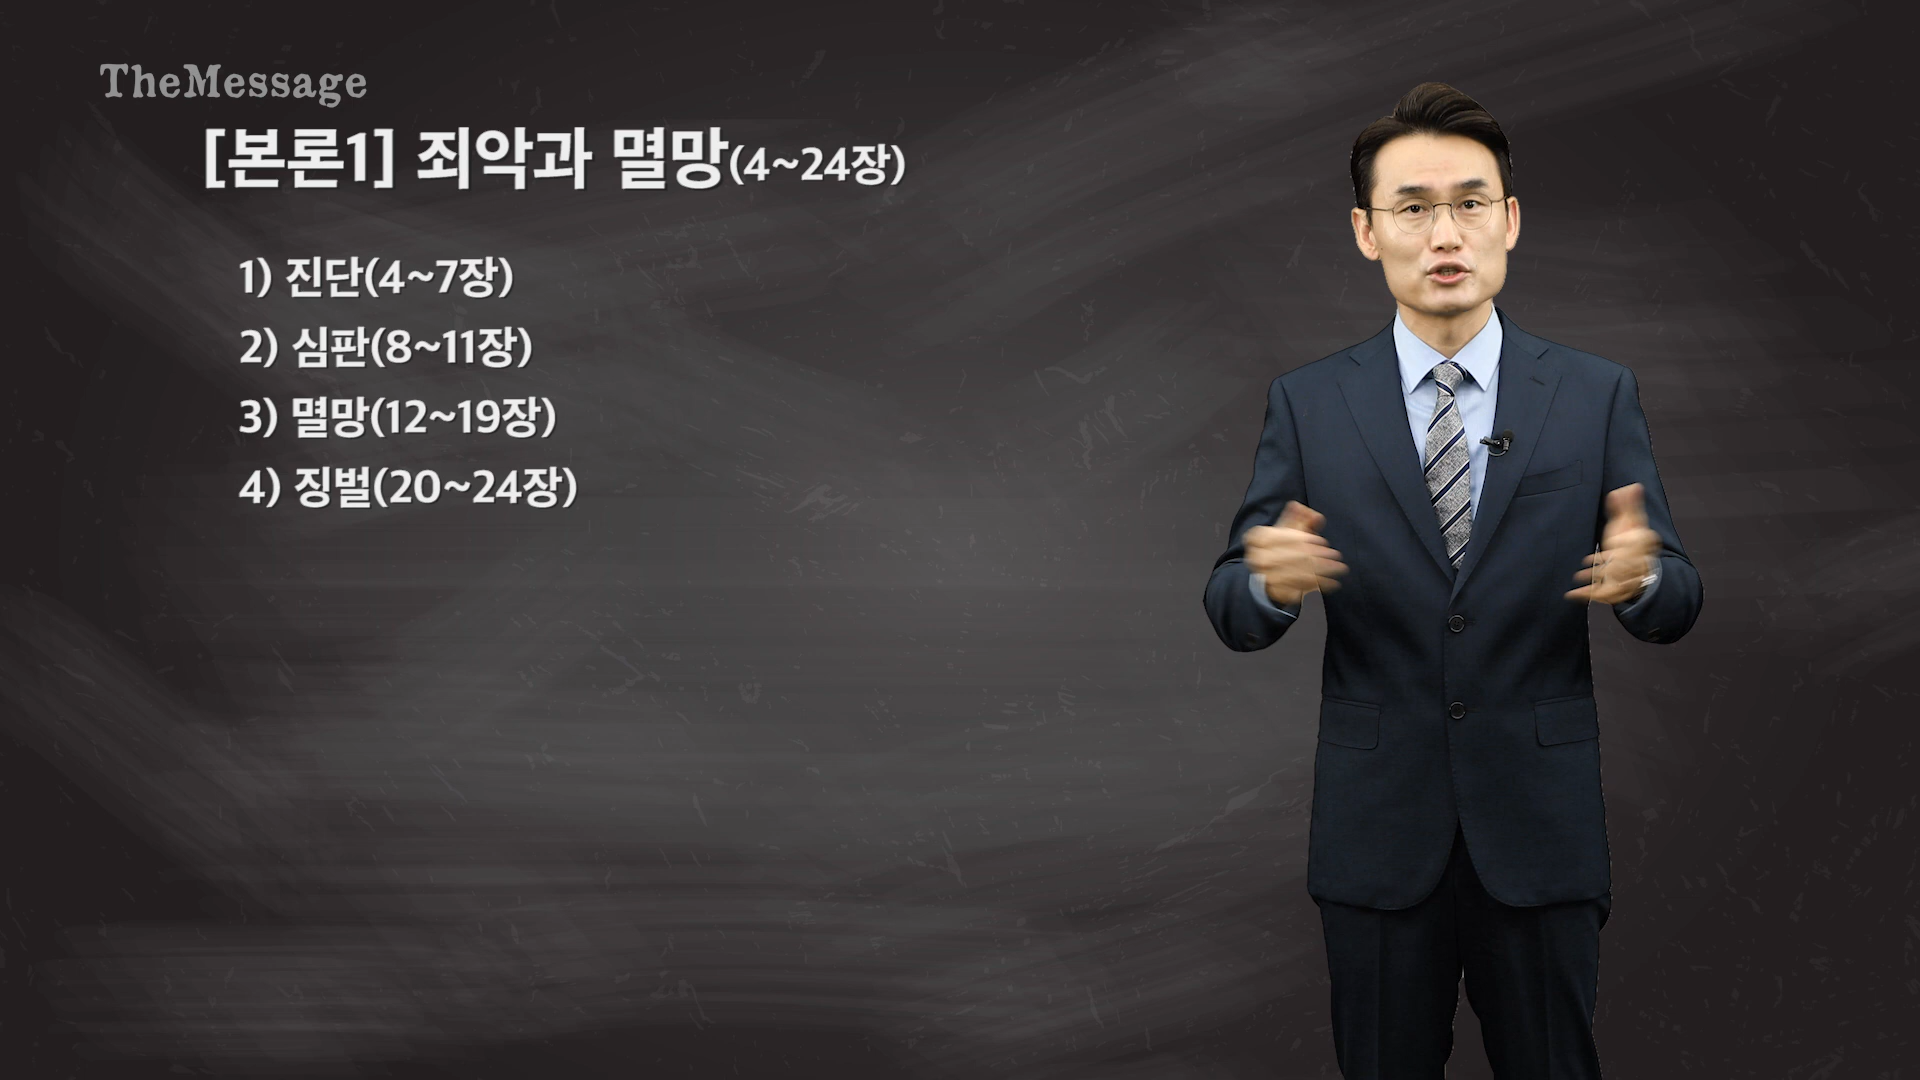 TheMessage
[본론1] 죄악과 멸망(4~24장)
1) 진단(4~7장)
2) 심판(8~11장)
3) 멸망(12~19장)
4) 징벌(20~24장)